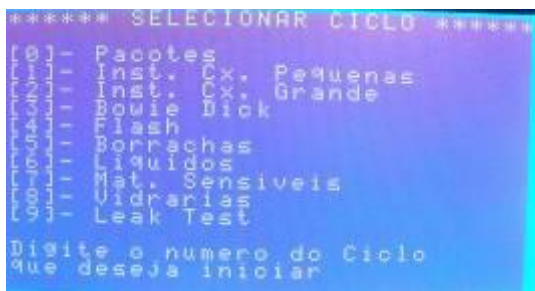 ****** SELECIONAR CICLO ******
[0]- Pacotes
[1]- Inst. Cx. Pequenas
[2]- Inst. Cx. Grande
[3]- Bowie Dick
[4]- Flash
[5]- Borrachas
[6]- Liquidos
[7]- Mat. Sensiveis
[8]- Vidrarias
[9]- Leak Test
Digite o numero do Ciclo
que deseja iniciar